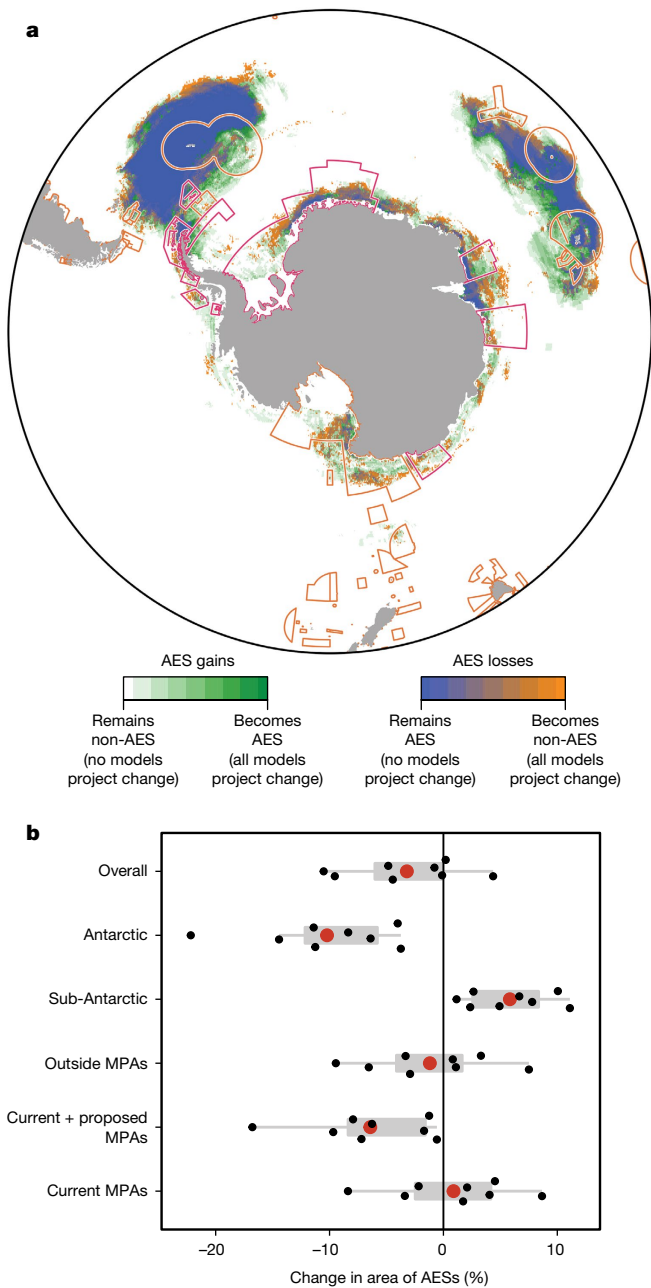 a
AES gains
AES losses
Remains
non-AES
(no models
project change)
Becomes
AES
(all models
project change)
Remains
AES
(no models
project change)
Becomes
non-AES
(all models
project change)
b
Overall
Antarctic
Sub-Antarctic
Outside MPAs
Current + proposed
MPAs
Current MPAs
−20
−10
0
10
Change in area of AESs (%)